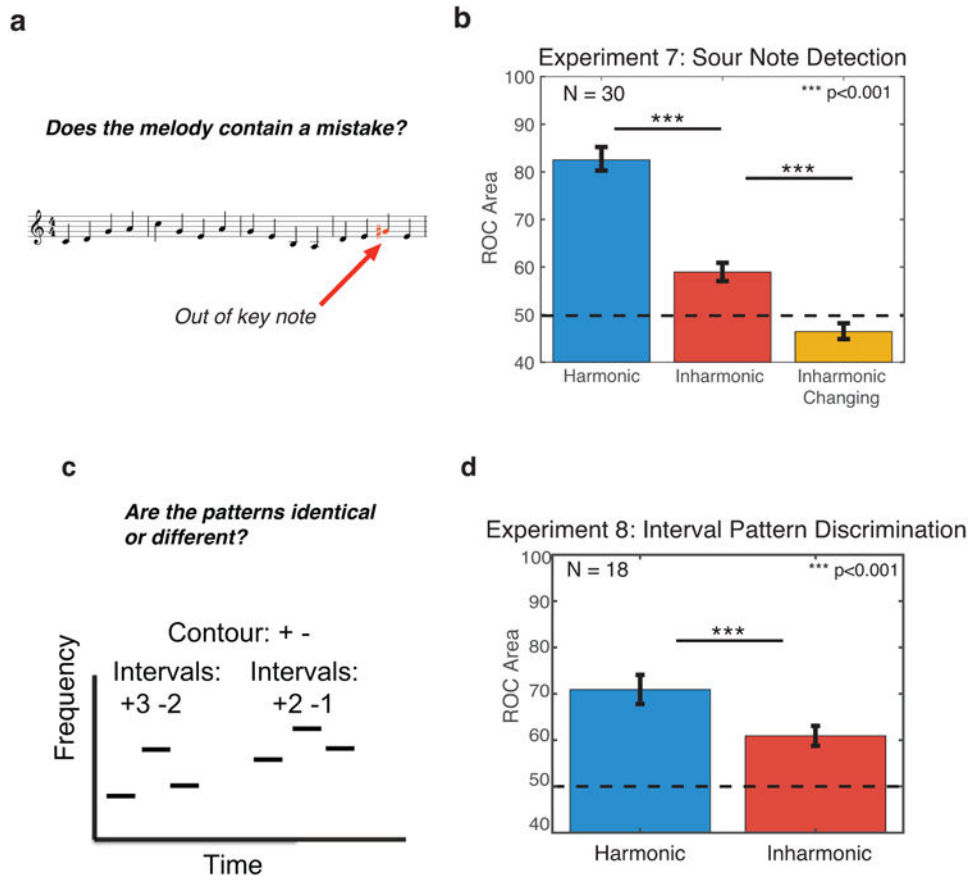 a
Does the melody contain a mistake?
4
4
Out of key note
b
Experiment 7: Sour Note Detection
N = 30
*** p<0.001
***
***
ROC Area
100
90
80
70
60
50
40
Harmonic
Inharmonic
Inharmonic
Changing
c
Are the patterns identical
or different?
Contour: + -
Intervals:
+3 -2
Intervals:
+2 -1
Frequency
Time
d
Experiment 8: Interval Pattern Discrimination
N = 18
*** p<0.001
***
ROC Area
100
90
80
70
60
50
40
Harmonic
Inharmonic